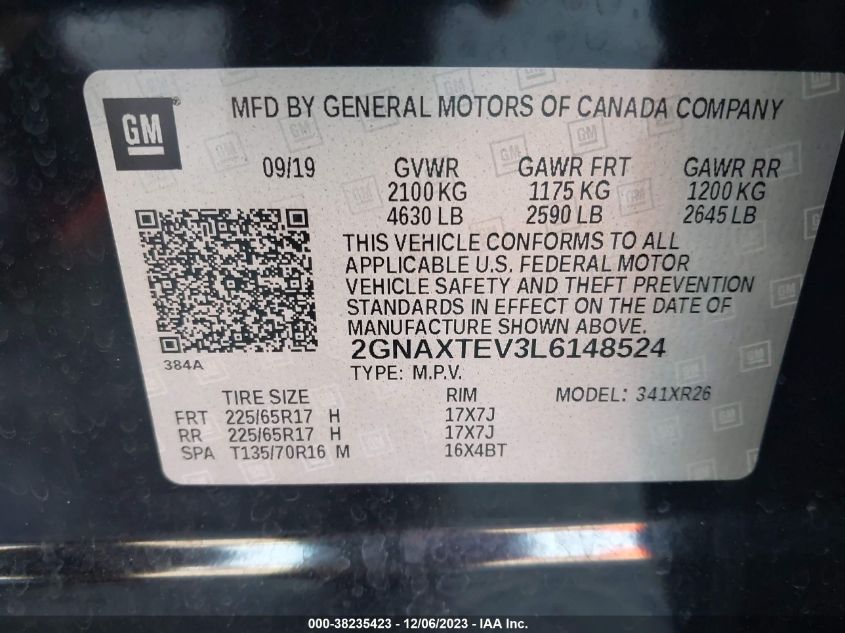 GM
MFD BY GENERAL MOTORS OF CANADA COMPANY
09/19 GVWR GAWR FRT GAWR RR
2100 KG 1175 KG 1200 KG
4630 LB 2590 LB 2645 LB
THIS VEHICLE CONFORMS TO ALL
APPLICABLE U.S. FEDERAL MOTOR
VEHICLE SAFETY AND THEFT PREVENTION
STANDARDS IN EFFECT ON THE DATE OF
MANUFACTURE SHOWN ABOVE.
2GNAXTEV3L6148524
384A
TYPE: M.P.V.
TIRE SIZE RIM MODEL: 341XR26
FRT 225/65R17 H 17X7J
RR 225/65R17 H 17X7J
SPA T135/70R16 M 16X4BT
000-38235423 - 12/06/2023 - IAA Inc.